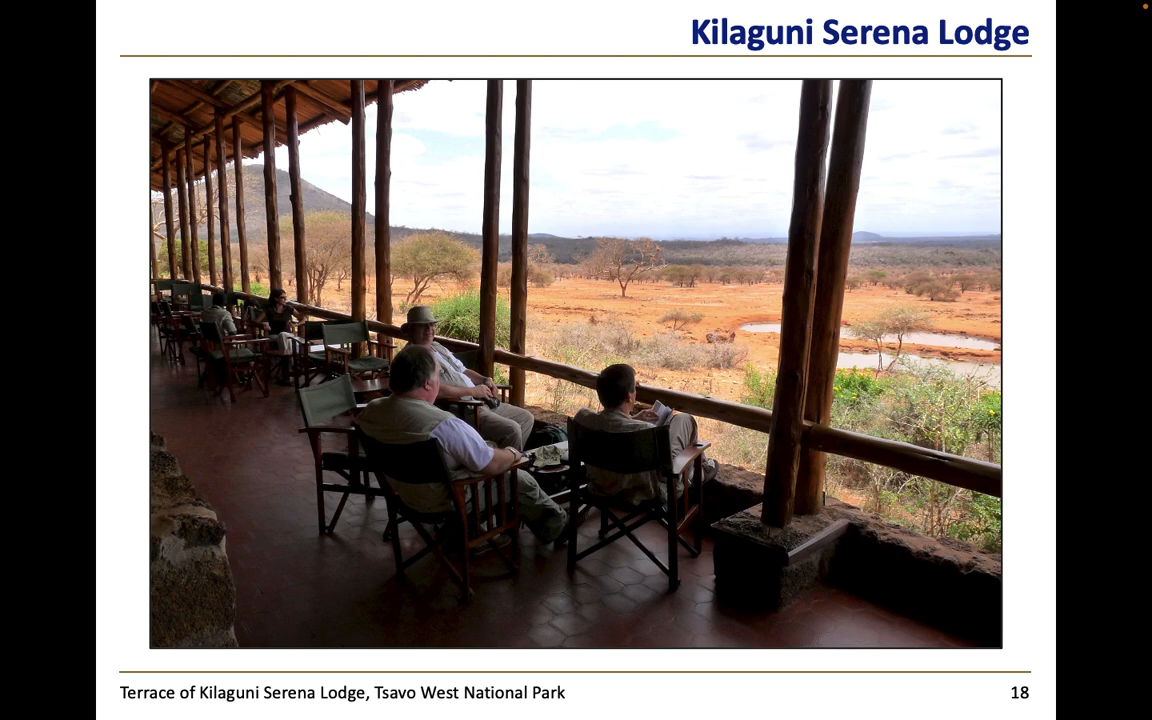 Kilaguni Serena Lodge
Terrace of Kilaguni Serena Lodge, Tsavo West National Park
18